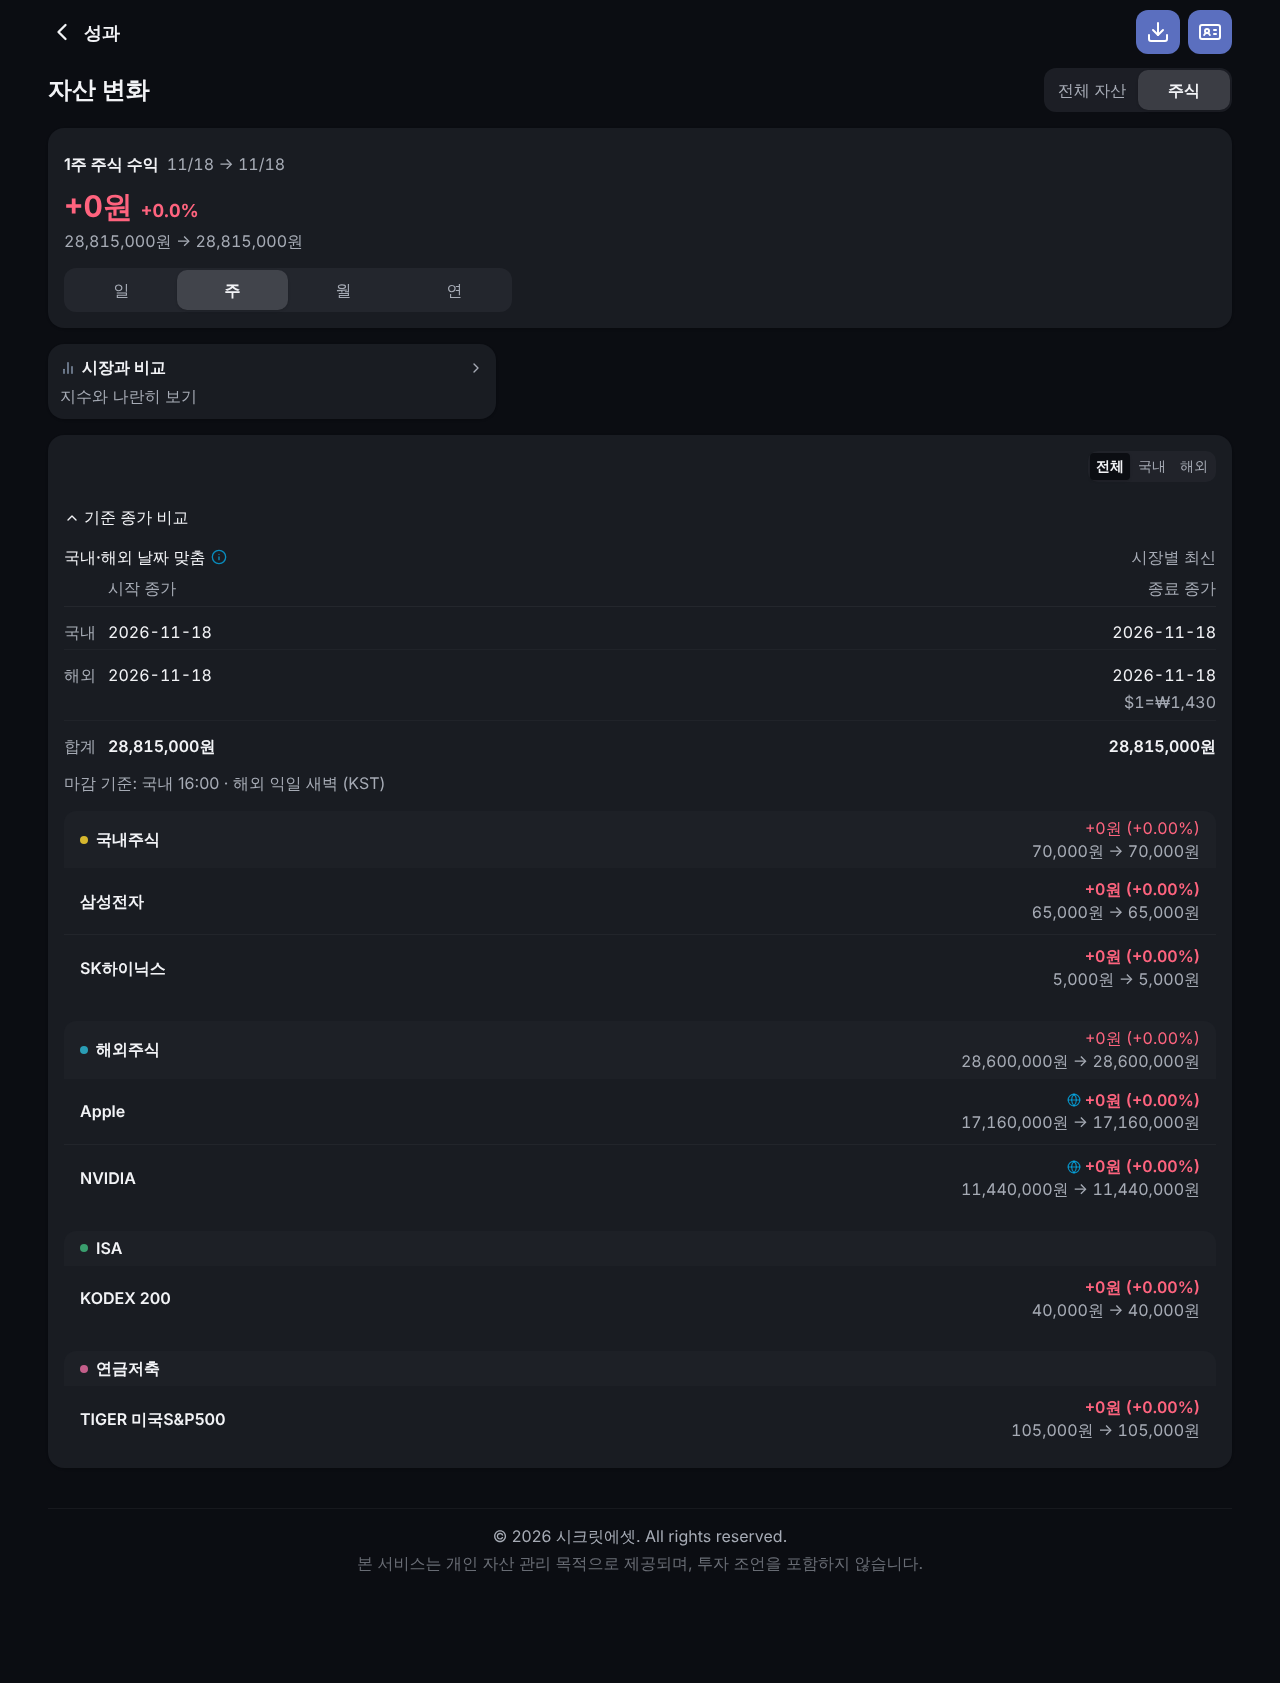 성과
자산 변화
전체 자산 주식
1주 주식 수익 11/18 → 11/18
+0원 +0.0%
28,815,000원 → 28,815,000원
일 주 월 연
시장과 비교
지수와 나란히 보기
전체 국내 해외
기준 종가 비교
국내·해외 날짜 맞춤 시장별 최신
시작 종가 종료 종가
국내 2026-11-18 2026-11-18
해외 2026-11-18 2026-11-18
$1=₩1,430
합계 28,815,000원 28,815,000원
마감 기준: 국내 16:00 · 해외 익일 새벽 (KST)
국내주식 +0원 (+0.00%)
70,000원 → 70,000원
삼성전자 +0원 (+0.00%)
65,000원 → 65,000원
SK하이닉스 +0원 (+0.00%)
5,000원 → 5,000원
해외주식 +0원 (+0.00%)
28,600,000원 → 28,600,000원
Apple +0원 (+0.00%)
17,160,000원 → 17,160,000원
NVIDIA +0원 (+0.00%)
11,440,000원 → 11,440,000원
ISA
KODEX 200 +0원 (+0.00%)
40,000원 → 40,000원
연금저축
TIGER 미국S&P500 +0원 (+0.00%)
105,000원 → 105,000원
© 2026 시크릿에셋. All rights reserved.
본 서비스는 개인 자산 관리 목적으로 제공되며, 투자 조언을 포함하지 않습니다.